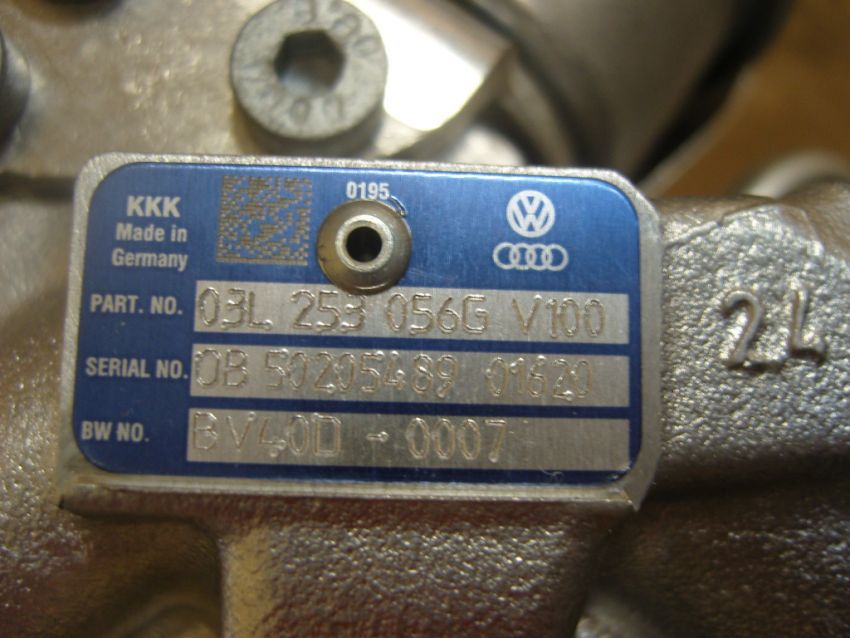 KKK
Made in
Germany
0195
PART. NO. 03L 253 056G V100
SERIAL NO. 0B 50205489 01620
BW NO. BV40D - 0007
2L